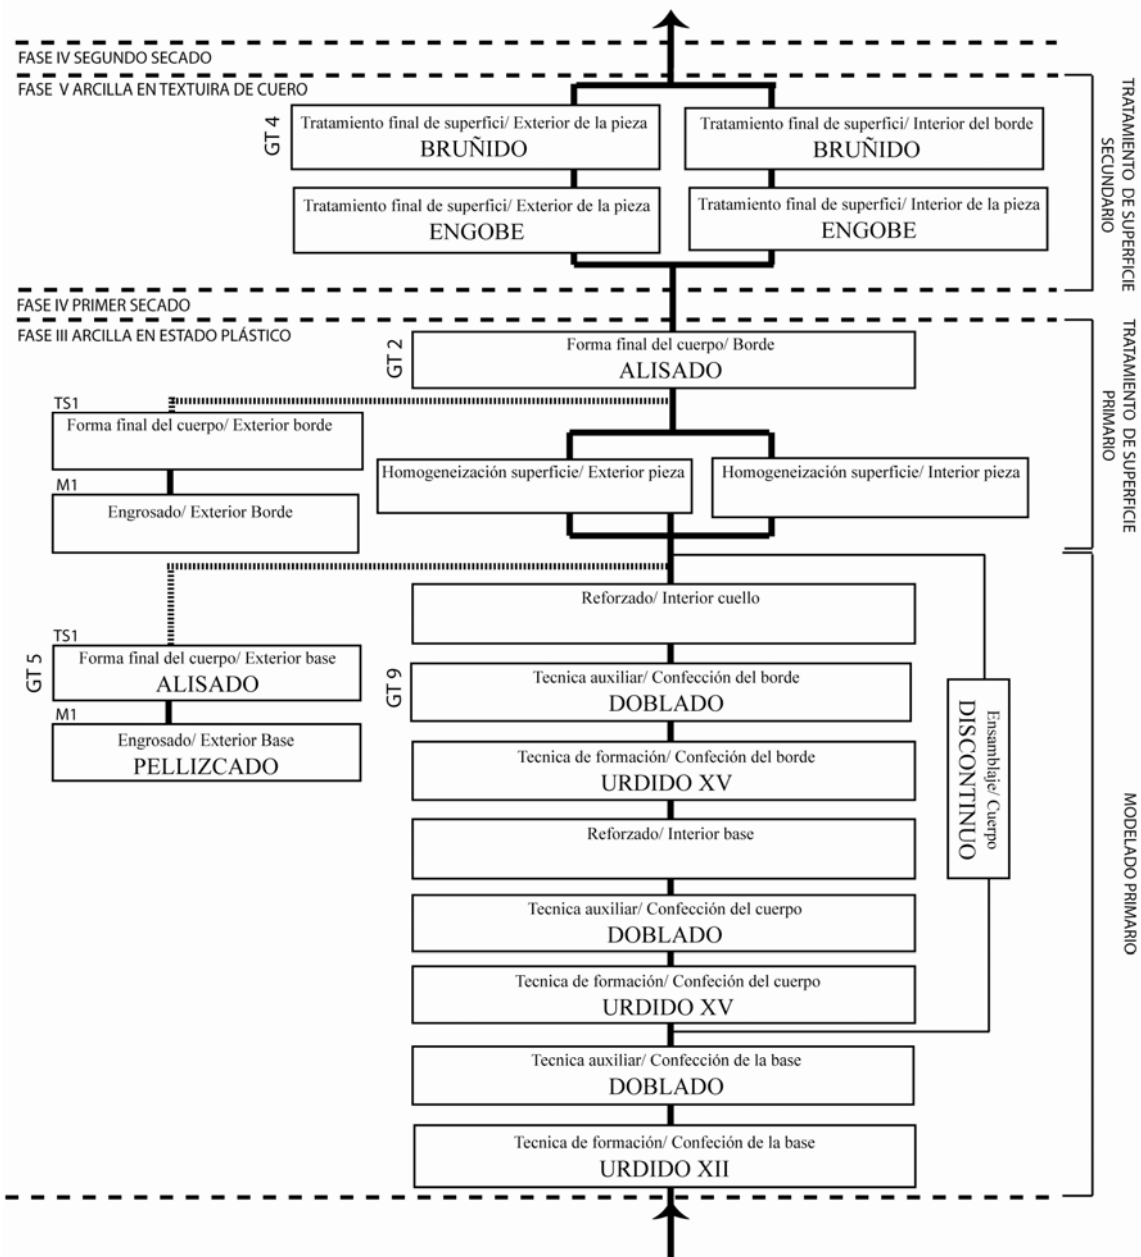 FASE IV SEGUNDO SECADO
FASE V ARCILLA EN TEXTUIRA DE CUERO
TRATAMIENTO DE SUPERFICIE
SECUNDARIO
GT 4
Tratamiento final de superfici/ Exterior de la pieza
BRUÑIDO
Tratamiento final de superfici/ Interior del borde
BRUÑIDO
Tratamiento final de superfici/ Exterior de la pieza
ENGOBE
Tratamiento final de superfici/ Interior de la pieza
ENGOBE
FASE IV PRIMER SECADO
FASE III ARCILLA EN ESTADO PLÁSTICO
TRATAMIENTO DE SUPERFICIE
PRIMARIO
GT 2
Forma final del cuerpo/ Borde
ALISADO
TS1
Forma final del cuerpo/ Exterior borde
M1
Engrosado/ Exterior Borde
Homogeneización superficie/ Exterior pieza
Homogeneización superficie/ Interior pieza
MODELADO PRIMARIO
Reforzado/ Interior cuello
GT 5
TS1
Forma final del cuerpo/ Exterior base
ALISADO
M1
Engrosado/ Exterior Base
PELLIZCADO
GT 9
Tecnica auxiliar/ Confección del borde
DOBLADO
Tecnica de formación/ Confeción del borde
URDIDO XV
Ensamblaje/ Cuerpo
DISCONTINUO
Reforzado/ Interior base
Tecnica auxiliar/ Confección del cuerpo
DOBLADO
Tecnica de formación/ Confeción del cuerpo
URDIDO XV
Tecnica auxiliar/ Confección de la base
DOBLADO
Tecnica de formación/ Confeción de la base
URDIDO XII